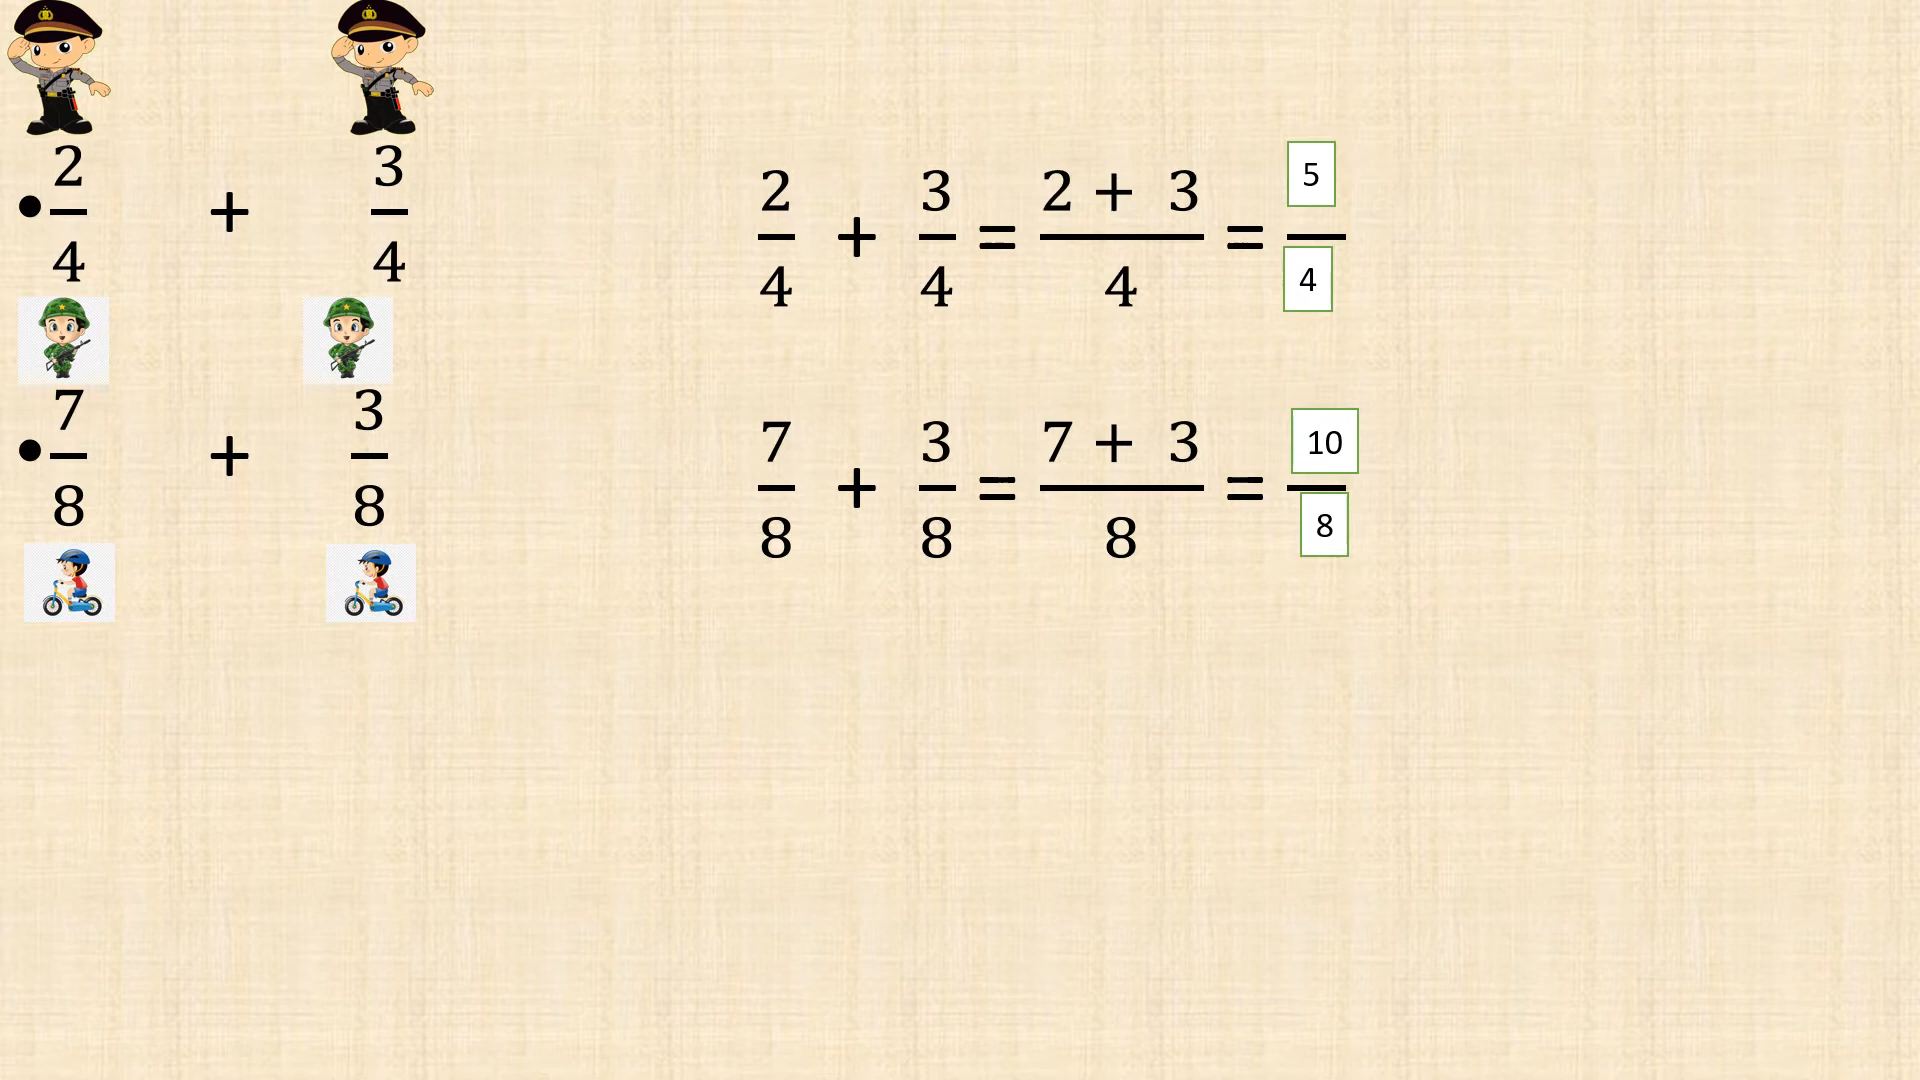 • 2/4 + 3/4
2/4 + 3/4 = (2 + 3)/4 = 5/4
• 7/8 + 3/8
7/8 + 3/8 = (7 + 3)/8 = 10/8